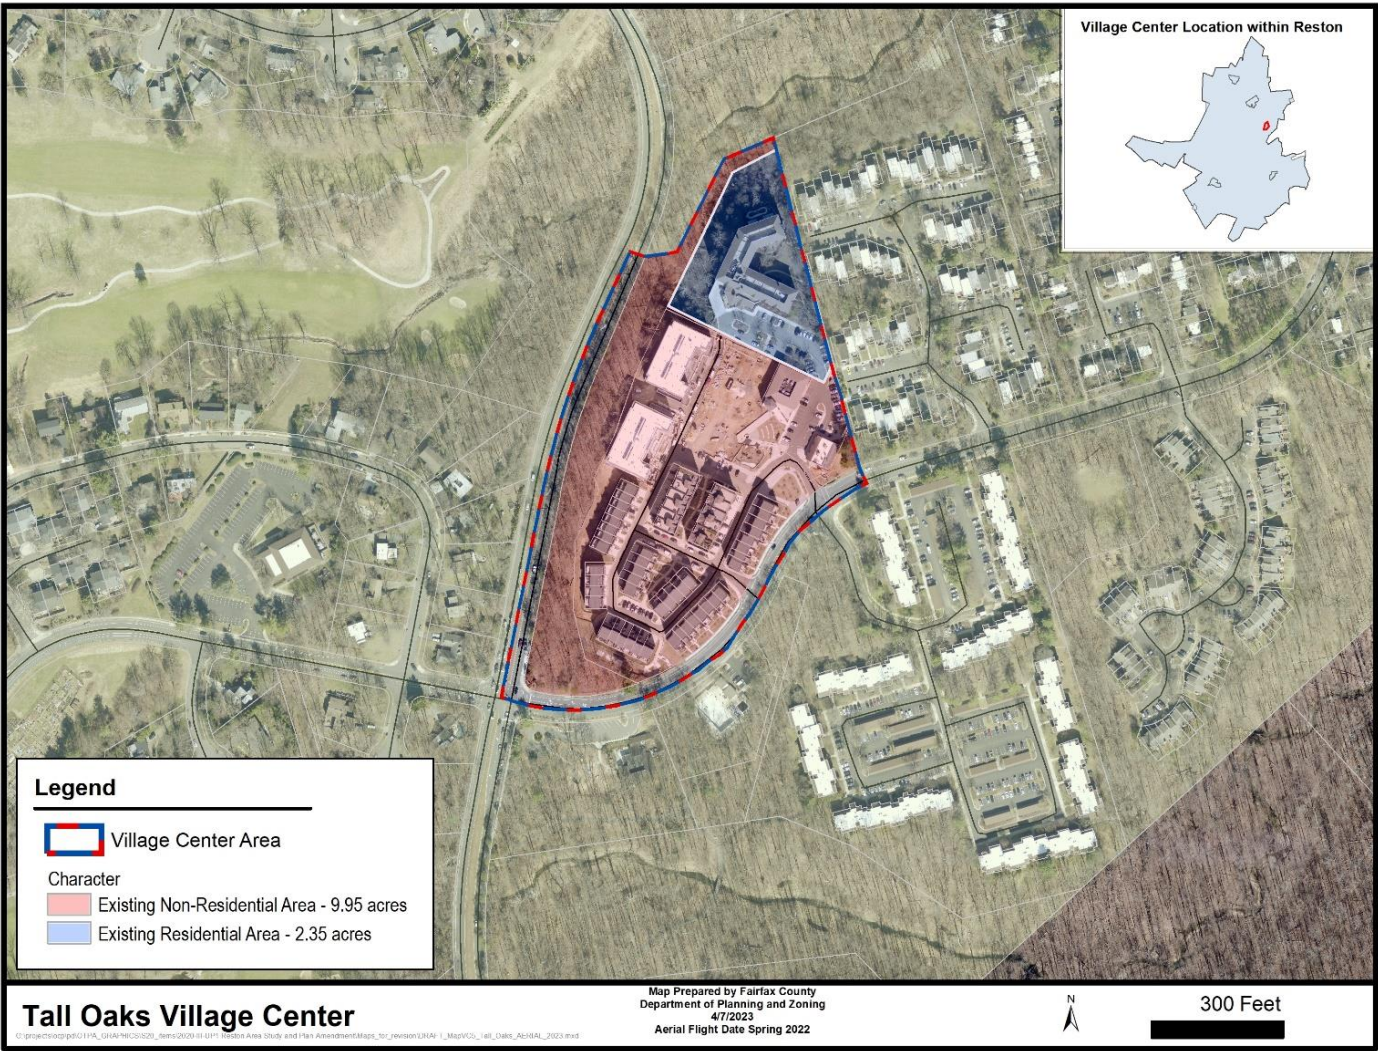 Village Center Location within Reston
Legend
Village Center Area
Character
Existing Non-Residential Area - 9.95 acres
Existing Residential Area - 2.35 acres
Tall Oaks Village Center
Map Prepared by Fairfax County
Department of Planning and Zoning
4/7/2023
Aerial Flight Date Spring 2022
N
300 Feet